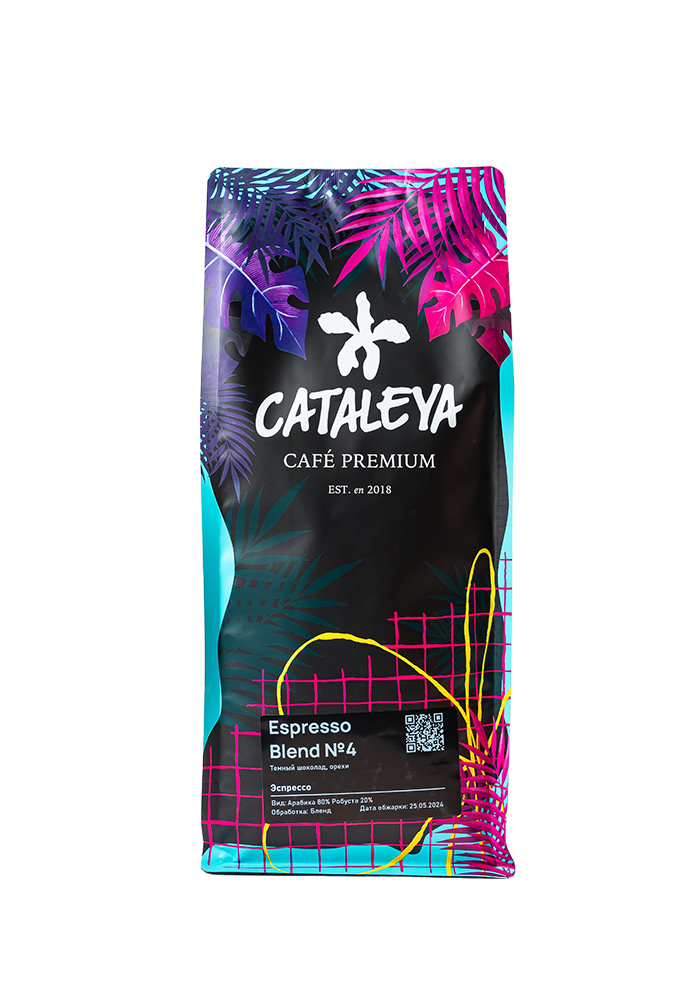 CATALEYA
CAFÉ PREMIUM
EST. en 2018
Espresso
Blend №4
Темный шоколад, орехи
Эспрессо
Вид: Арабика 80% Робуста 20%
Обработка: Бленд Дата обжарки: 25.05.2024